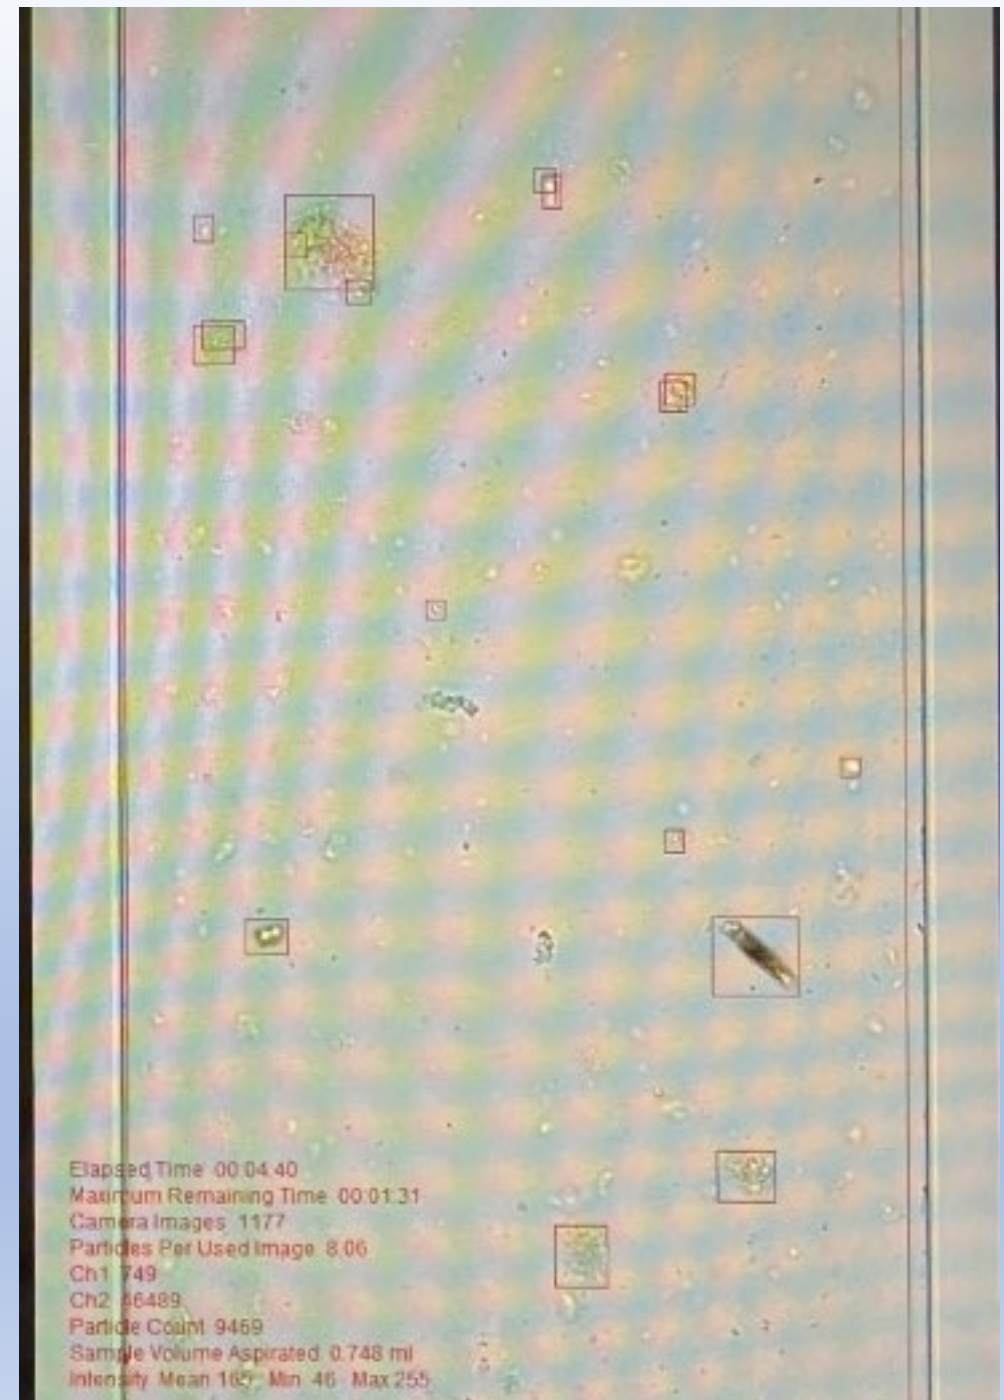 Elapsed Time 00:04:40
Maximum Remaining Time 00:01:31
Camera Images 1177
Particles Per Used Image 8.06
Ch1 749
Ch2 46489
Particle Count 9469
Sample Volume Aspirated 0.748 ml
Intensity Mean 165 Min 46 Max 255